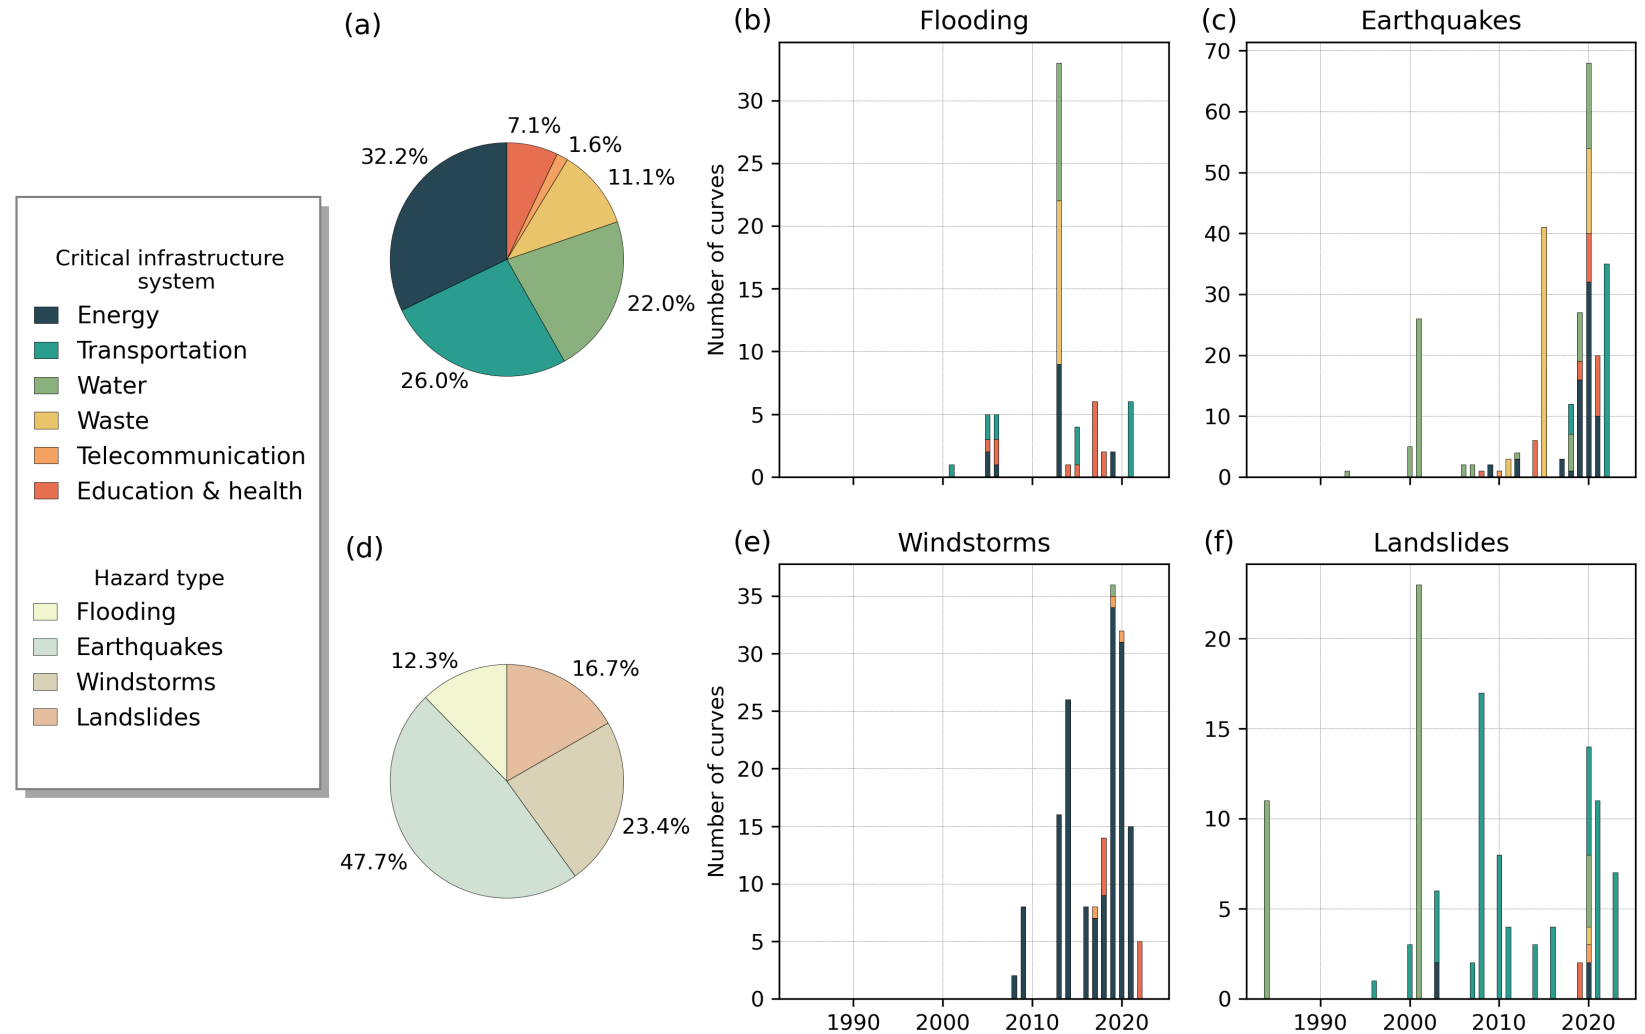 Critical infrastructure
system
Energy
Transportation
Water
Waste
Telecommunication
Education & health
Hazard type
Flooding
Earthquakes
Windstorms
Landslides
(a)
7.1%
1.6%
11.1%
22.0%
26.0%
32.2%
(b)
Flooding
Number of curves
30
25
20
15
10
5
0
(c)
Earthquakes
70
60
50
40
30
20
10
0
(d)
12.3%
16.7%
23.4%
47.7%
(e)
Windstorms
Number of curves
35
30
25
20
15
10
5
0
1990 2000 2010 2020
(f)
Landslides
20
15
10
5
0
1990 2000 2010 2020